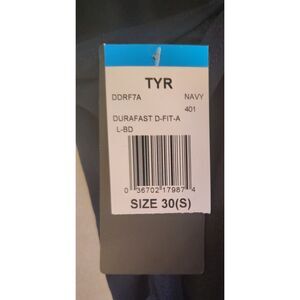 TYR
DDRF7A NAVY
401
DURAFAST D-FIT-A
L-BD
0 36702 17987 4
SIZE 30(S)